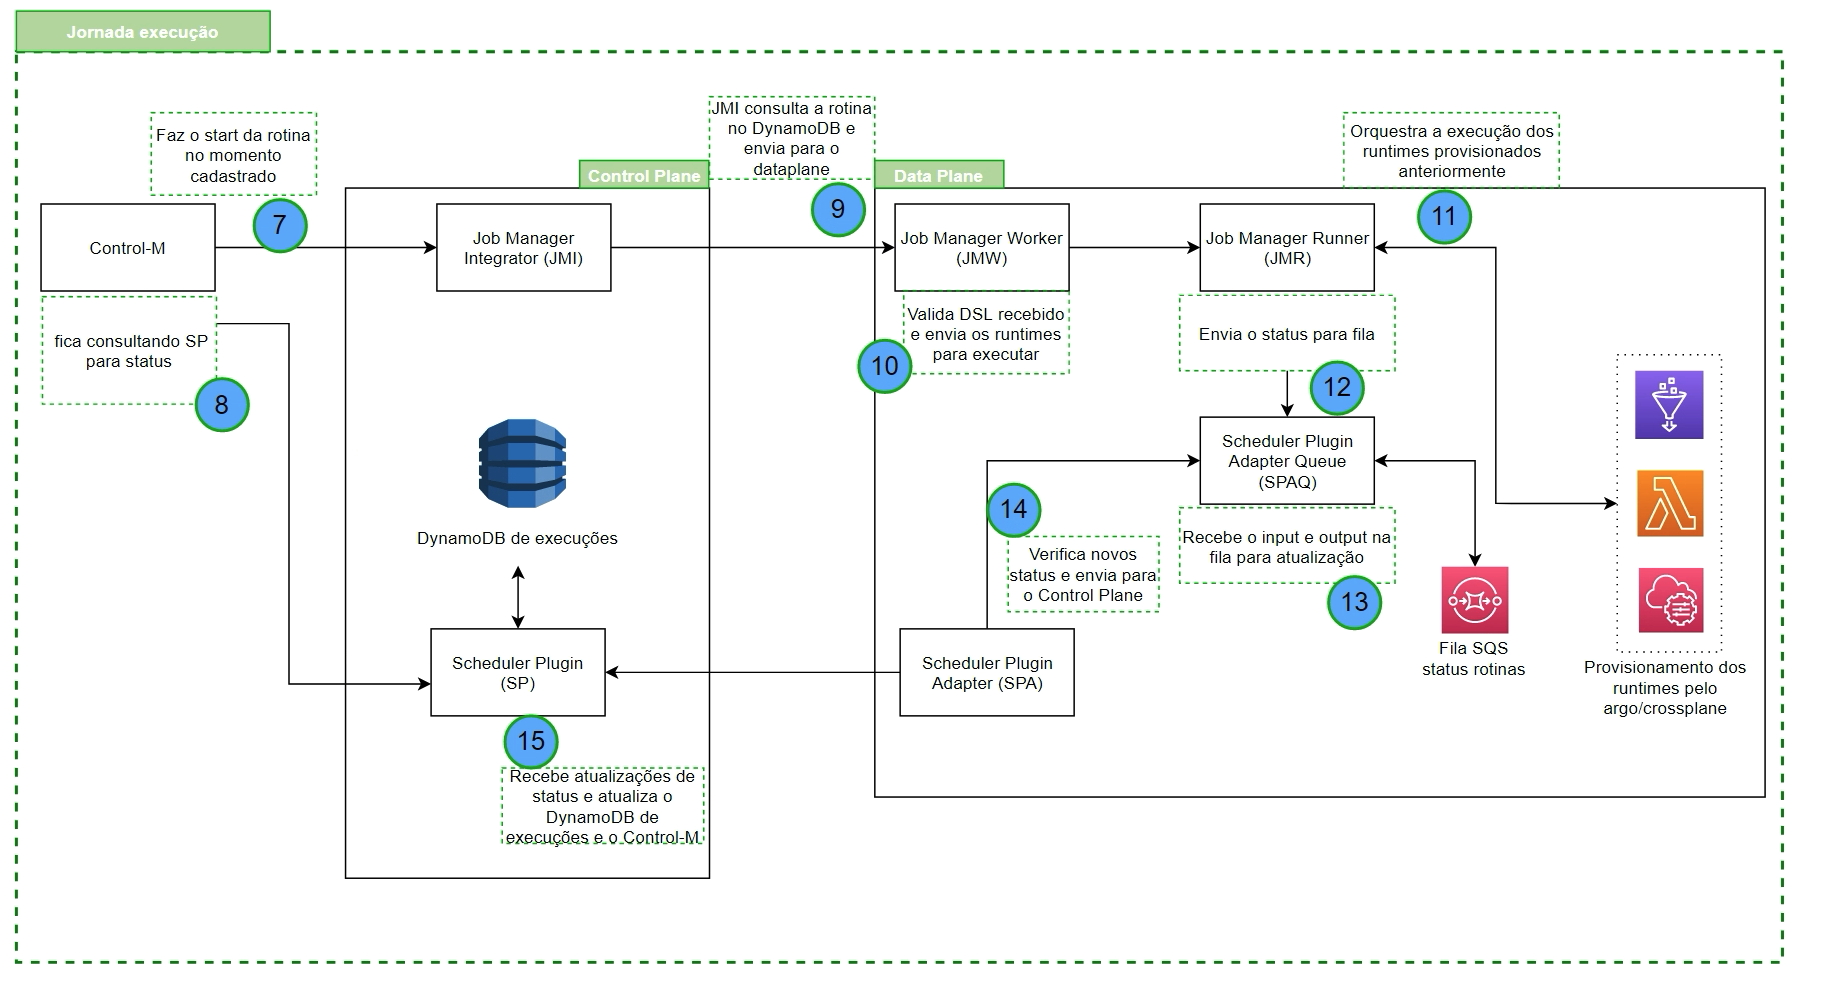 Jornada execução
Faz o start da rotina
no momento
cadastrado
7
Control-M
fica consultando SP
para status
8
Control Plane
Job Manager
Integrator (JMI)
JMI consulta a rotina
no DynamoDB e
envia para o
dataplane
9
Data Plane
Job Manager Worker
(JMW)
Valida DSL recebido
e envia os runtimes
para executar
10
Job Manager Runner
(JMR)
Orquestra a execução dos
runtimes provisionados
anteriormente
11
Envia o status para fila
12
Scheduler Plugin
Adapter Queue
(SPAQ)
Recebe o input e output na
fila para atualização
13
14
Verifica novos
status e envia para
o Control Plane
Fila SQS
status rotinas
Provisionamento dos
runtimes pelo
argo/crossplane
DynamoDB de execuções
Scheduler Plugin
(SP)
Scheduler Plugin
Adapter (SPA)
15
Recebe atualizações de
status e atualiza o
DynamoDB de
execuções e o Control-M